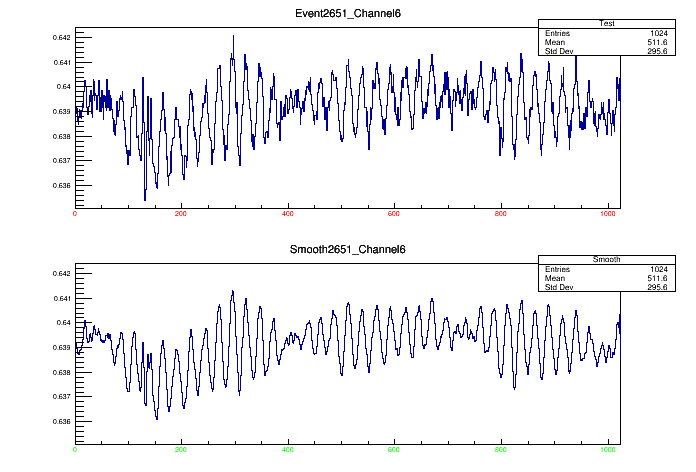 Event2651_Channel6
Test
Entries 1024
Mean 511.6
Std Dev 295.6
0.642
0.641
0.64
0.639
0.638
0.637
0.636
0 200 400 600 800 1000
Smooth2651_Channel6
Smooth
Entries 1024
Mean 511.6
Std Dev 295.6
0.642
0.641
0.64
0.639
0.638
0.637
0.636
0 200 400 600 800 1000